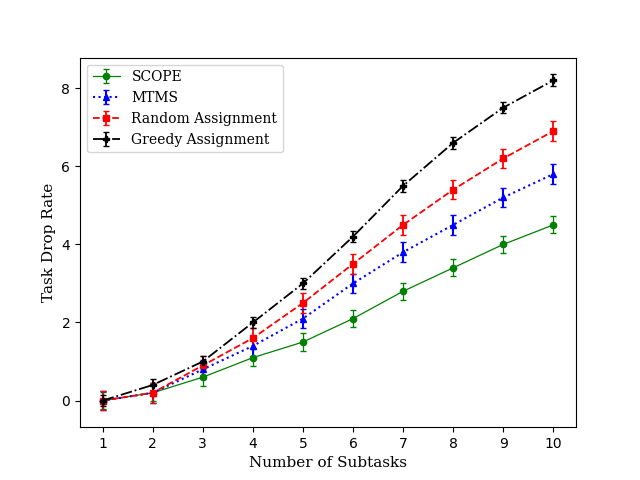 SCOPE
MTMS
Random Assignment
Greedy Assignment
Task Drop Rate
8
6
4
2
0
1 2 3 4 5 6 7 8 9 10
Number of Subtasks